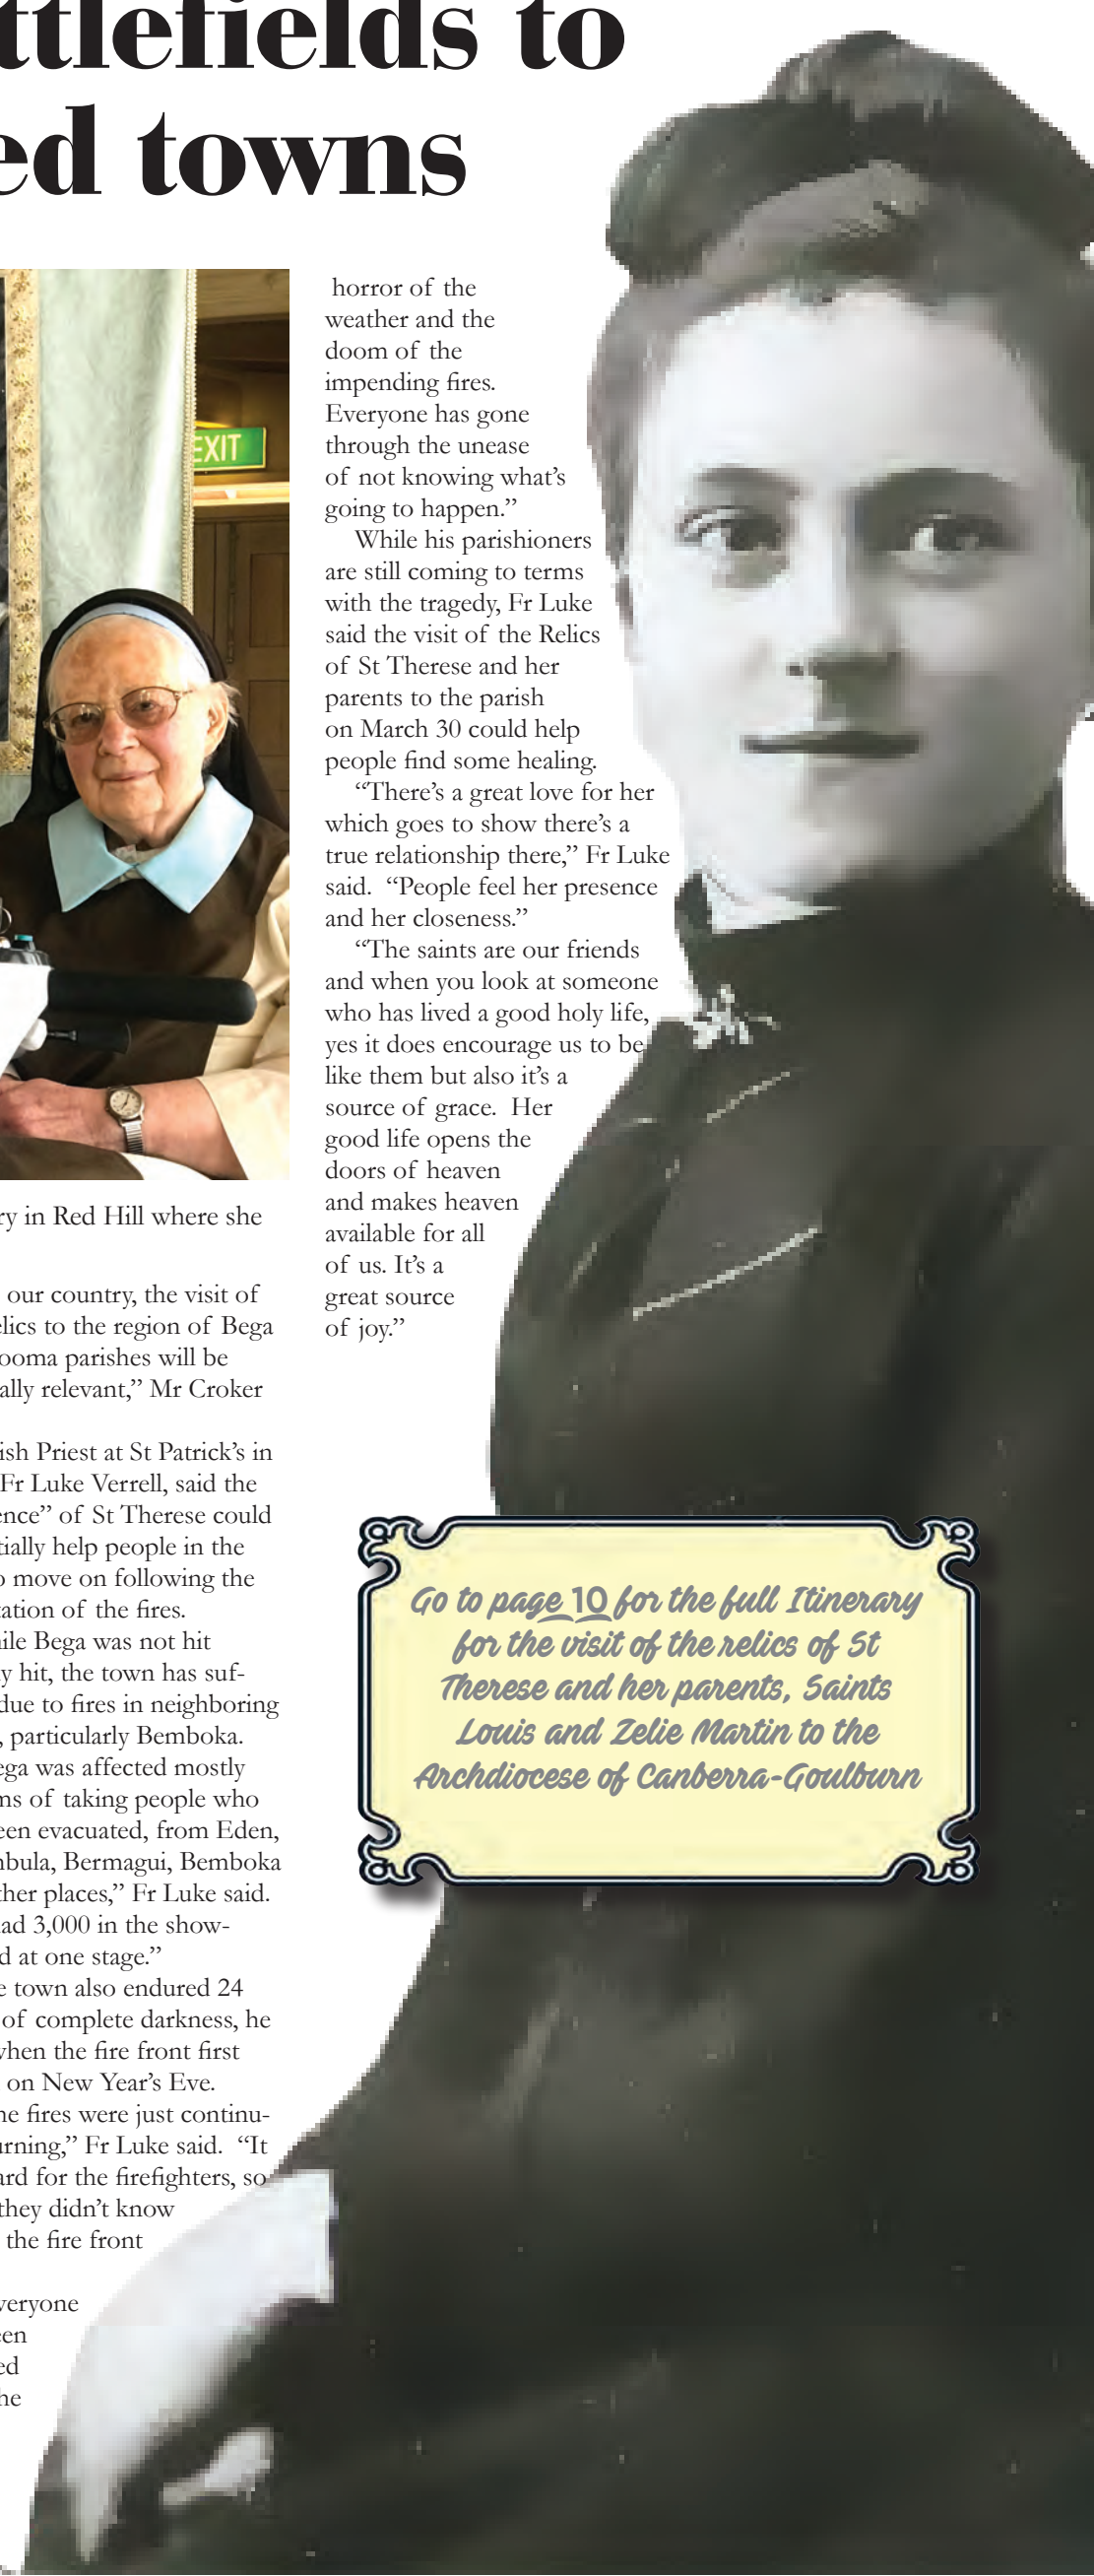 ttlefields to
ed towns
EXIT
ry in Red Hill where she
our country, the visit of
elics to the region of Bega
ooma parishes will be
ally relevant,” Mr Croker
ish Priest at St Patrick’s in
Fr Luke Verrell, said the
ence” of St Therese could
tially help people in the
o move on following the
tation of the fires.
hile Bega was not hit
y hit, the town has suf-
due to fires in neighboring
, particularly Bemboka.
ega was affected mostly
ms of taking people who
een evacuated, from Eden,
nbula, Bermagui, Bemboka
ther places,” Fr Luke said.
had 3,000 in the show-
d at one stage.”
e town also endured 24
of complete darkness, he
when the fire front first
on New Year’s Eve.
he fires were just continu-
urning,” Fr Luke said. “It
ard for the firefighters, so
they didn’t know
the fire front
veryone
een
ed
he
horror of the
weather and the
doom of the
impending fires.
Everyone has gone
through the unease
of not knowing what’s
going to happen.”
While his parishioners
are still coming to terms
with the tragedy, Fr Luke
said the visit of the Relics
of St Therese and her
parents to the parish
on March 30 could help
people find some healing.
“There’s a great love for her
which goes to show there’s a
true relationship there,” Fr Luke
said. “People feel her presence
and her closeness.”
“The saints are our friends
and when you look at someone
who has lived a good holy life,
yes it does encourage us to be
like them but also it’s a
source of grace. Her
good life opens the
doors of heaven
and makes heaven
available for all
of us. It’s a
great source
of joy.”
Go to page 10 for the full Itinerary
for the visit of the relics of St
Therese and her parents, Saints
Louis and Zelie Martin to the
Archdiocese of Canberra-Goulburn